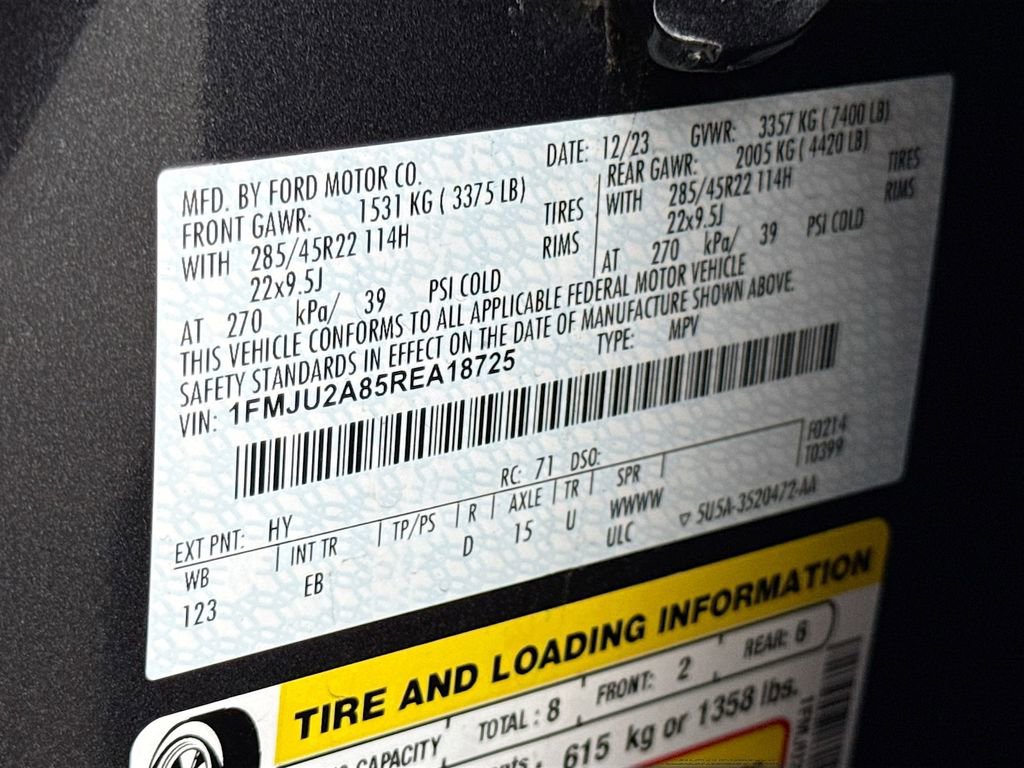 MFD. BY FORD MOTOR CO. DATE: 12/23 GVWR: 3357 KG ( 7400 LB)
FRONT GAWR: 1531 KG ( 3375 LB) REAR GAWR: 2005 KG ( 4420 LB)
WITH 285/45R22 114H TIRES WITH 285/45R22 114H TIRES
22x9.5J RIMS 22x9.5J RIMS
AT 270 kPa/ 39 PSI COLD AT 270 kPa/ 39 PSI COLD
THIS VEHICLE CONFORMS TO ALL APPLICABLE FEDERAL MOTOR VEHICLE
SAFETY STANDARDS IN EFFECT ON THE DATE OF MANUFACTURE SHOWN ABOVE.
VIN: 1FMJU2A85REA18725 TYPE: MPV
F0214
T0399
EXT PNT: HY RC: 71 DSO:
WB INT TR TP/PS R AXLE TR SPR
123 EB D 15 U WWWW
ULC
5U5A-3520472-AA
TIRE AND LOADING INFORMATION
CAPACITY TOTAL : 8 FRONT: 2 REAR: 6
615 kg or 1358 lbs.